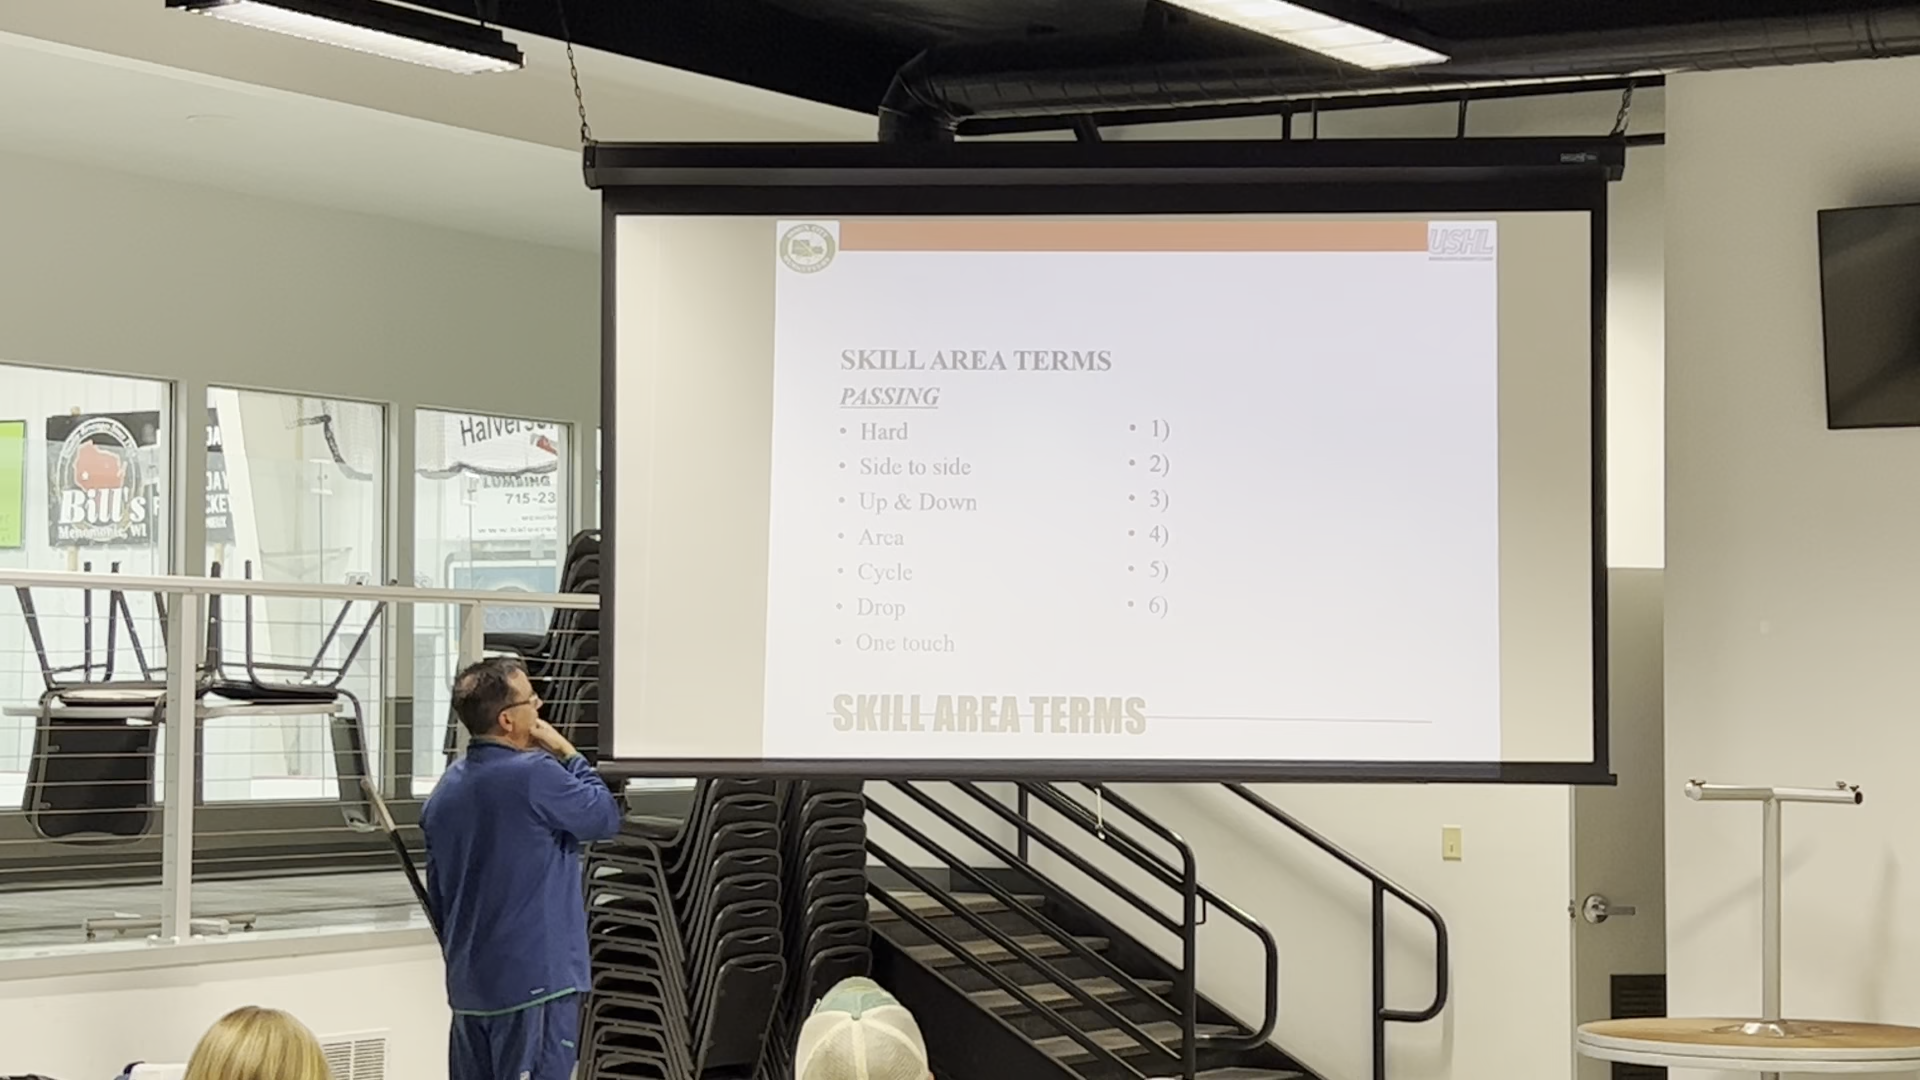 USHL
SKILL AREA TERMS
PASSING
• Hard
• Side to side
• Up & Down
• Area
• Cycle
• Drop
• One touch
• 1)
• 2)
• 3)
• 4)
• 5)
• 6)
SKILL AREA TERMS
Bill's
Menomonie, WI
Halverson
PLUMBING
715-23